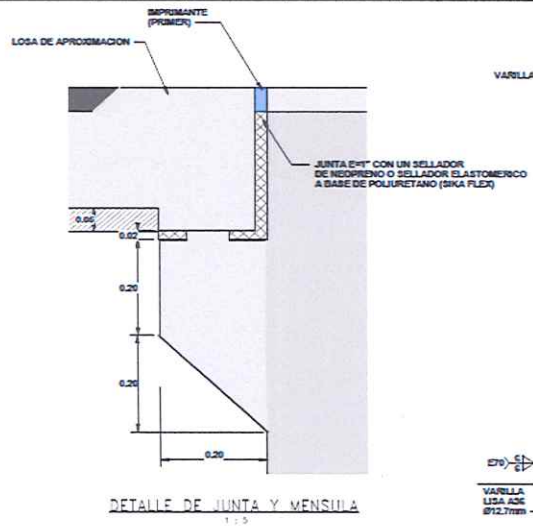 IMPRIMANTE
(PRIMER)
LOSA DE APROXIMACION
VARILLA
JUNTA E=1" CON UN SELLADOR
DE NEOPRENO O SELLADOR ELASTOMERICO
A BASE DE POLIURETANO (SIKA FLEX)
0.02
0.20
0.20
0.20
E70
DETALLE DE JUNTA Y MENSULA
1 : 5
VARILLA
LISA A36
Ø12.7mm